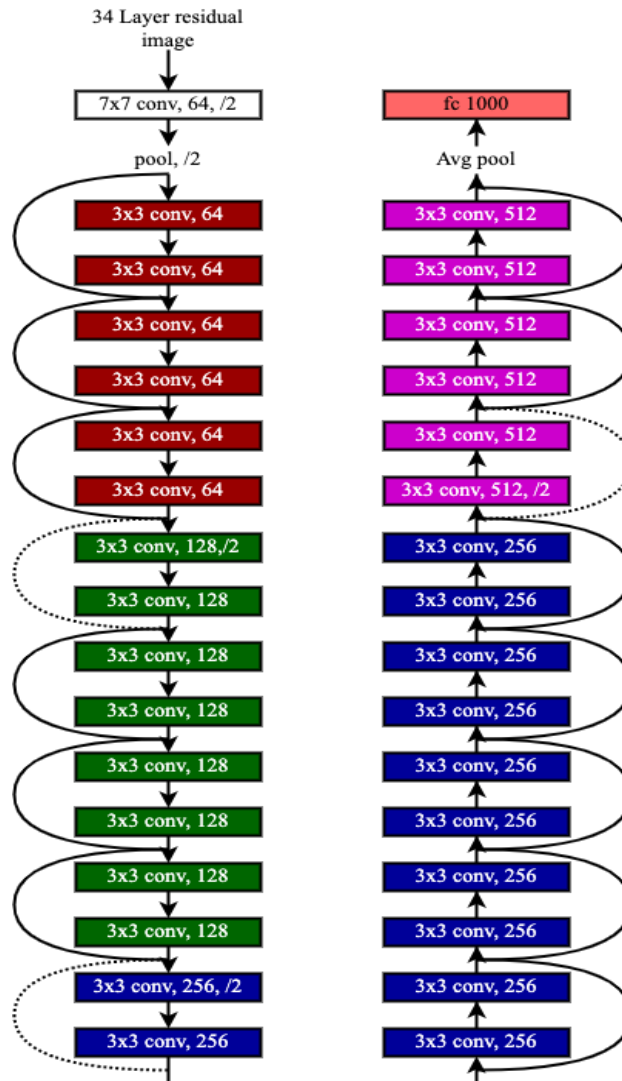 34 Layer residual
image
7x7 conv, 64, /2
pool, /2
3x3 conv, 64
3x3 conv, 64
3x3 conv, 64
3x3 conv, 64
3x3 conv, 64
3x3 conv, 64
3x3 conv, 128,/2
3x3 conv, 128
3x3 conv, 128
3x3 conv, 128
3x3 conv, 128
3x3 conv, 128
3x3 conv, 128
3x3 conv, 128
3x3 conv, 256, /2
3x3 conv, 256
fc 1000
Avg pool
3x3 conv, 512
3x3 conv, 512
3x3 conv, 512
3x3 conv, 512
3x3 conv, 512
3x3 conv, 512, /2
3x3 conv, 256
3x3 conv, 256
3x3 conv, 256
3x3 conv, 256
3x3 conv, 256
3x3 conv, 256
3x3 conv, 256
3x3 conv, 256
3x3 conv, 256
3x3 conv, 256